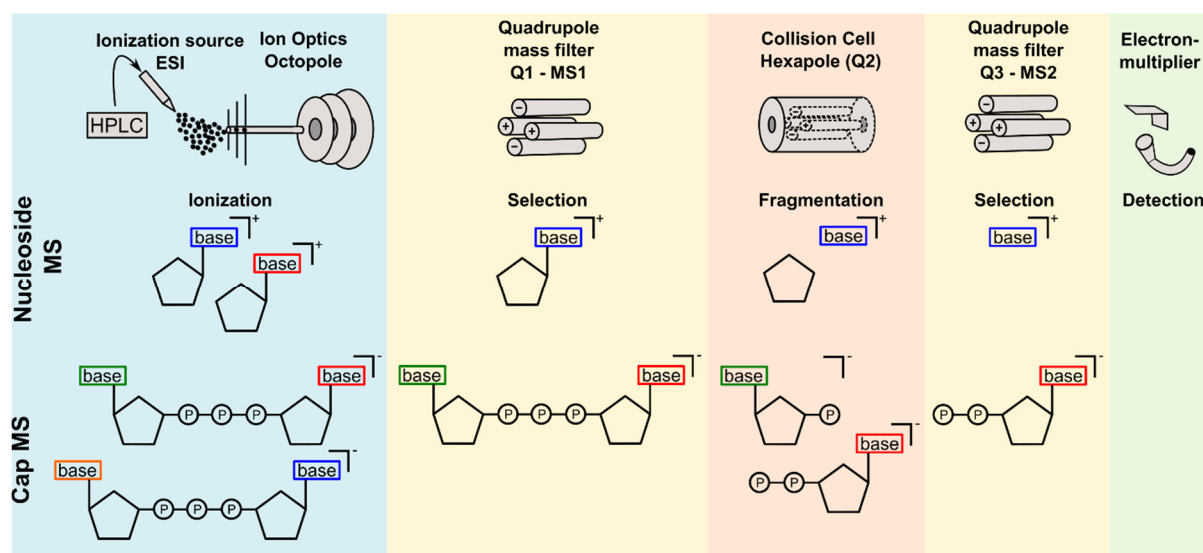 Ionization source
ESI
Ion Optics
Octopole
Quadrupole
mass filter
Q1 - MS1
Collision Cell
Hexapole (Q2)
Quadrupole
mass filter
Q3 - MS2
Electron-
multiplier
HPLC
−
+
+
−
−
+
+
−
Ionization
Selection
Fragmentation
Selection
Detection
Nucleoside
MS
base
+
base
+
base
+
base
+
base
+
Cap MS
base
base
-
P
P
P
base
base
-
P
P
P
base
base
-
P
P
P
base
-
P
base
-
P
P
base
-
P
P